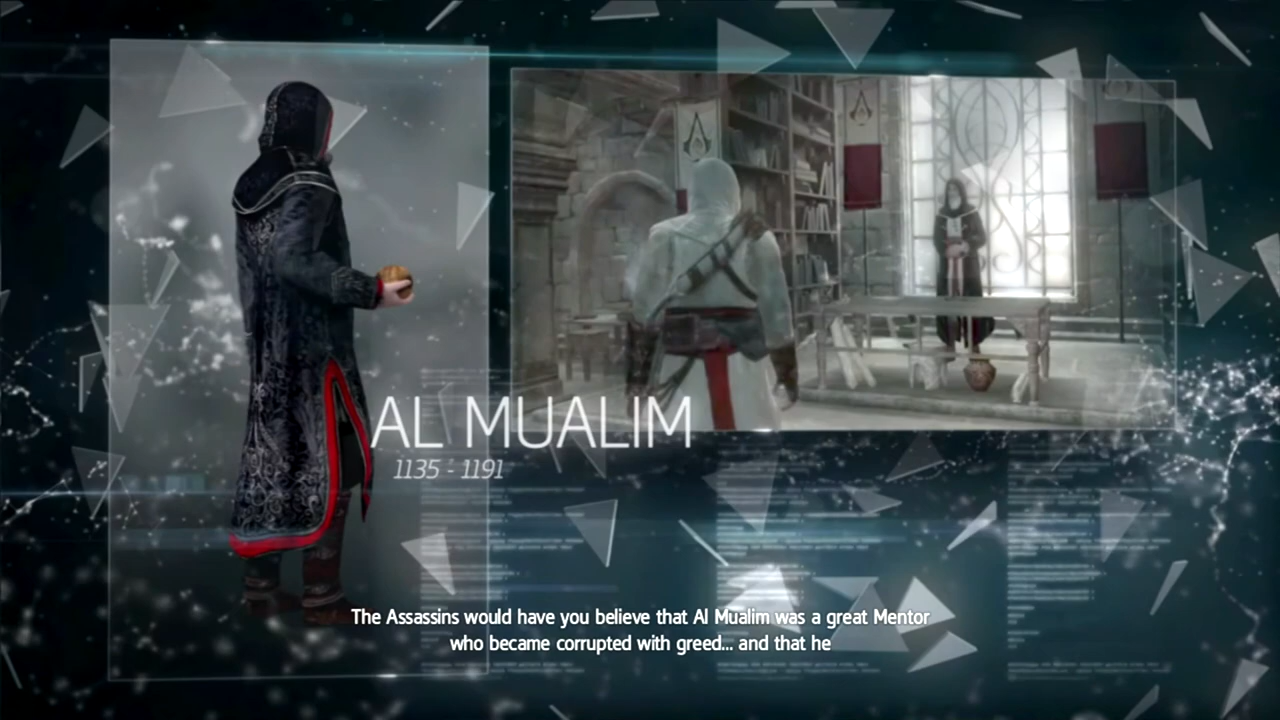 AL MUALIM
1135 - 1191
The Assassins would have you believe that Al Mualim was a great Mentor
who became corrupted with greed... and that he